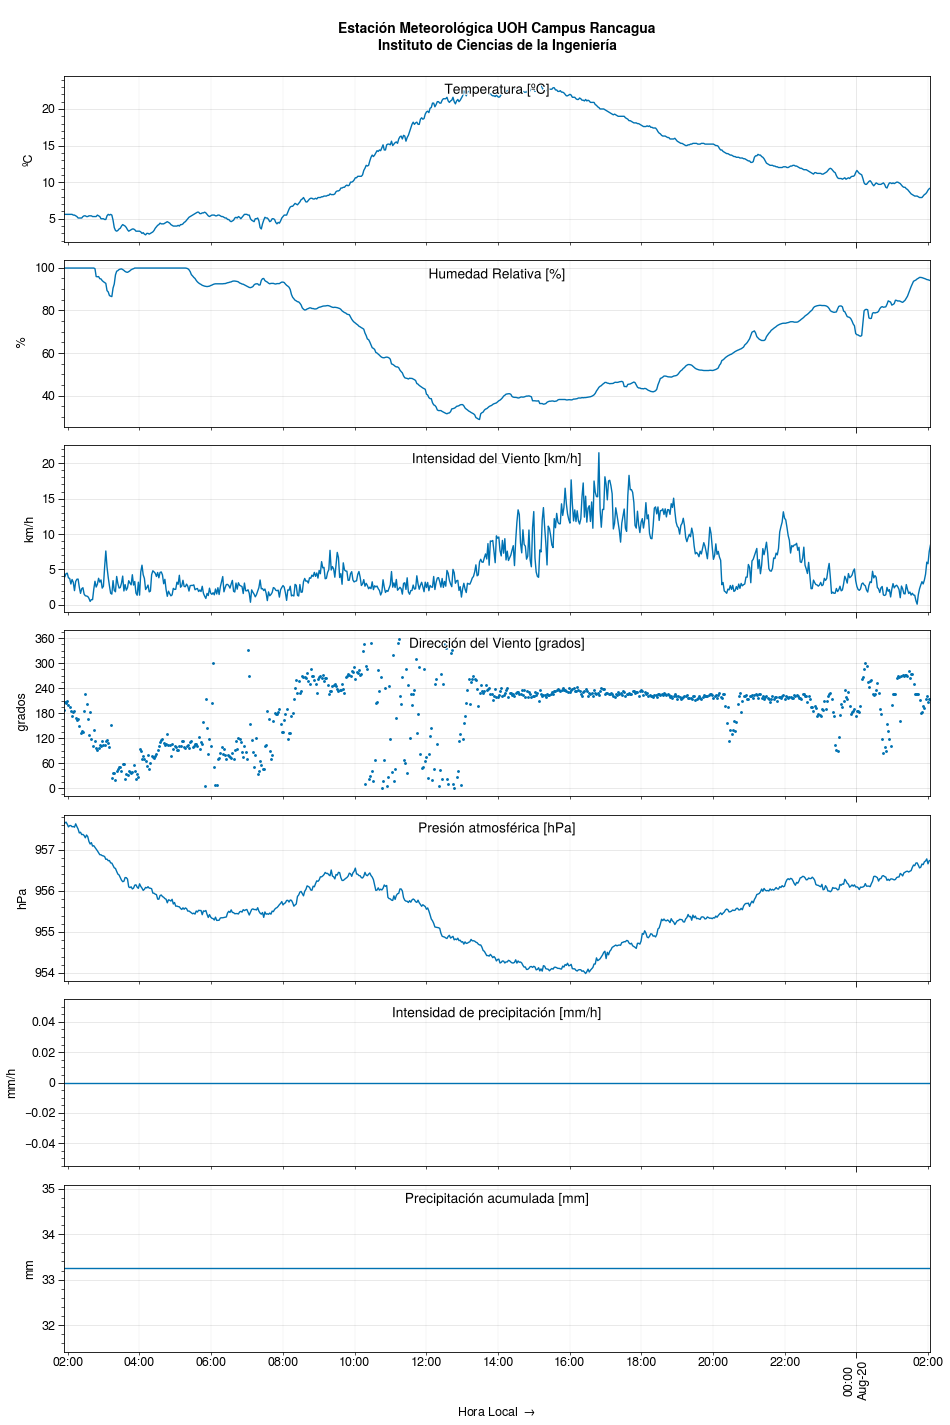 Estación Meteorológica UOH Campus Rancagua
Instituto de Ciencias de la Ingeniería
Temperatura [ºC]
ºC
20
15
10
5
Humedad Relativa [%]
%
100
80
60
40
Intensidad del Viento [km/h]
km/h
20
15
10
5
0
Dirección del Viento [grados]
grados
360
300
240
180
120
60
0
Presión atmosférica [hPa]
hPa
957
956
955
954
Intensidad de precipitación [mm/h]
mm/h
0.04
0.02
0
−0.02
−0.04
Precipitación acumulada [mm]
mm
35
34
33
32
02:00 04:00 06:00 08:00 10:00 12:00 14:00 16:00 18:00 20:00 22:00 00:00 02:00
Aug-20
Hora Local →